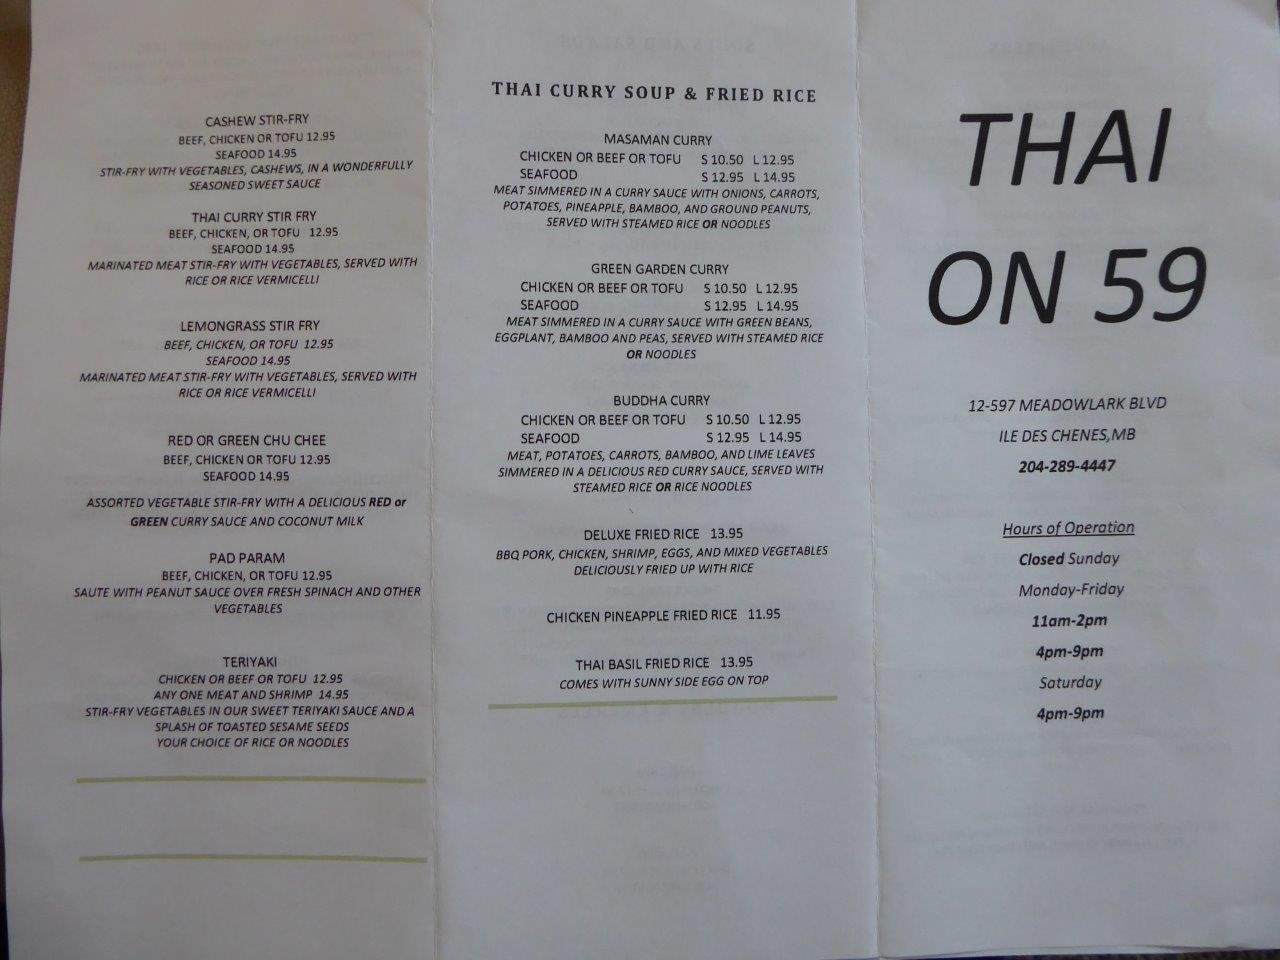 CASHEW STIR-FRY
BEEF, CHICKEN OR TOFU 12.95
SEAFOOD 14.95
STIR-FRY WITH VEGETABLES, CASHEWS, IN A WONDERFULLY
SEASONED SWEET SAUCE
THAI CURRY STIR FRY
BEEF, CHICKEN, OR TOFU 12.95
SEAFOOD 14.95
MARINATED MEAT STIR-FRY WITH VEGETABLES, SERVED WITH
RICE OR RICE VERMICELLI
LEMONGRASS STIR FRY
BEEF, CHICKEN, OR TOFU 12.95
SEAFOOD 14.95
MARINATED MEAT STIR-FRY WITH VEGETABLES, SERVED WITH
RICE OR RICE VERMICELLI
RED OR GREEN CHU CHEE
BEEF, CHICKEN OR TOFU 12.95
SEAFOOD 14.95
ASSORTED VEGETABLE STIR-FRY WITH A DELICIOUS RED or
GREEN CURRY SAUCE AND COCONUT MILK
PAD PARAM
BEEF, CHICKEN, OR TOFU 12.95
SAUTE WITH PEANUT SAUCE OVER FRESH SPINACH AND OTHER
VEGETABLES
TERIYAKI
CHICKEN OR BEEF OR TOFU 12.95
ANY ONE MEAT AND SHRIMP 14.95
STIR-FRY VEGETABLES IN OUR SWEET TERIYAKI SAUCE AND A
SPLASH OF TOASTED SESAME SEEDS
YOUR CHOICE OF RICE OR NOODLES
THAI CURRY SOUP & FRIED RICE
MASAMAN CURRY
CHICKEN OR BEEF OR TOFU S 10.50 L 12.95
SEAFOOD S 12.95 L 14.95
MEAT SIMMERED IN A CURRY SAUCE WITH ONIONS, CARROTS,
POTATOES, PINEAPPLE, BAMBOO, AND GROUND PEANUTS,
SERVED WITH STEAMED RICE OR NOODLES
GREEN GARDEN CURRY
CHICKEN OR BEEF OR TOFU S 10.50 L 12.95
SEAFOOD S 12.95 L 14.95
MEAT SIMMERED IN A CURRY SAUCE WITH GREEN BEANS,
EGGPLANT, BAMBOO AND PEAS, SERVED WITH STEAMED RICE
OR NOODLES
BUDDHA CURRY
CHICKEN OR BEEF OR TOFU S 10.50 L 12.95
SEAFOOD S 12.95 L 14.95
MEAT, POTATOES, CARROTS, BAMBOO, AND LIME LEAVES
SIMMERED IN A DELICIOUS RED CURRY SAUCE, SERVED WITH
STEAMED RICE OR RICE NOODLES
DELUXE FRIED RICE 13.95
BBQ PORK, CHICKEN, SHRIMP, EGGS, AND MIXED VEGETABLES
DELICIOUSLY FRIED UP WITH RICE
CHICKEN PINEAPPLE FRIED RICE 11.95
THAI BASIL FRIED RICE 13.95
COMES WITH SUNNY SIDE EGG ON TOP
THAI
ON 59
12-597 MEADOWLARK BLVD
ILE DES CHENES,MB
204-289-4447
Hours of Operation
Closed Sunday
Monday-Friday
11am-2pm
4pm-9pm
Saturday
4pm-9pm